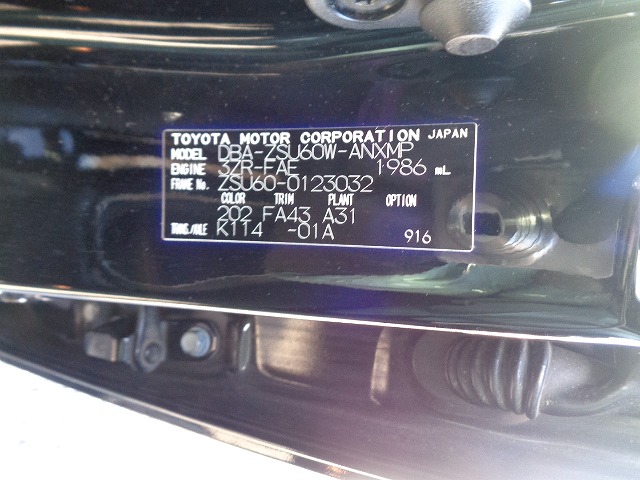 TOYOTA MOTOR CORPORATION JAPAN
MODEL DBA-ZSU60W-ANXMP
ENGINE 3ZR-FAE 1986 mL
FRAME No. ZSU60-0123032
COLOR TRIM PLANT OPTION
202 FA43 A31
TRANS./AXLE K114 -01A 916